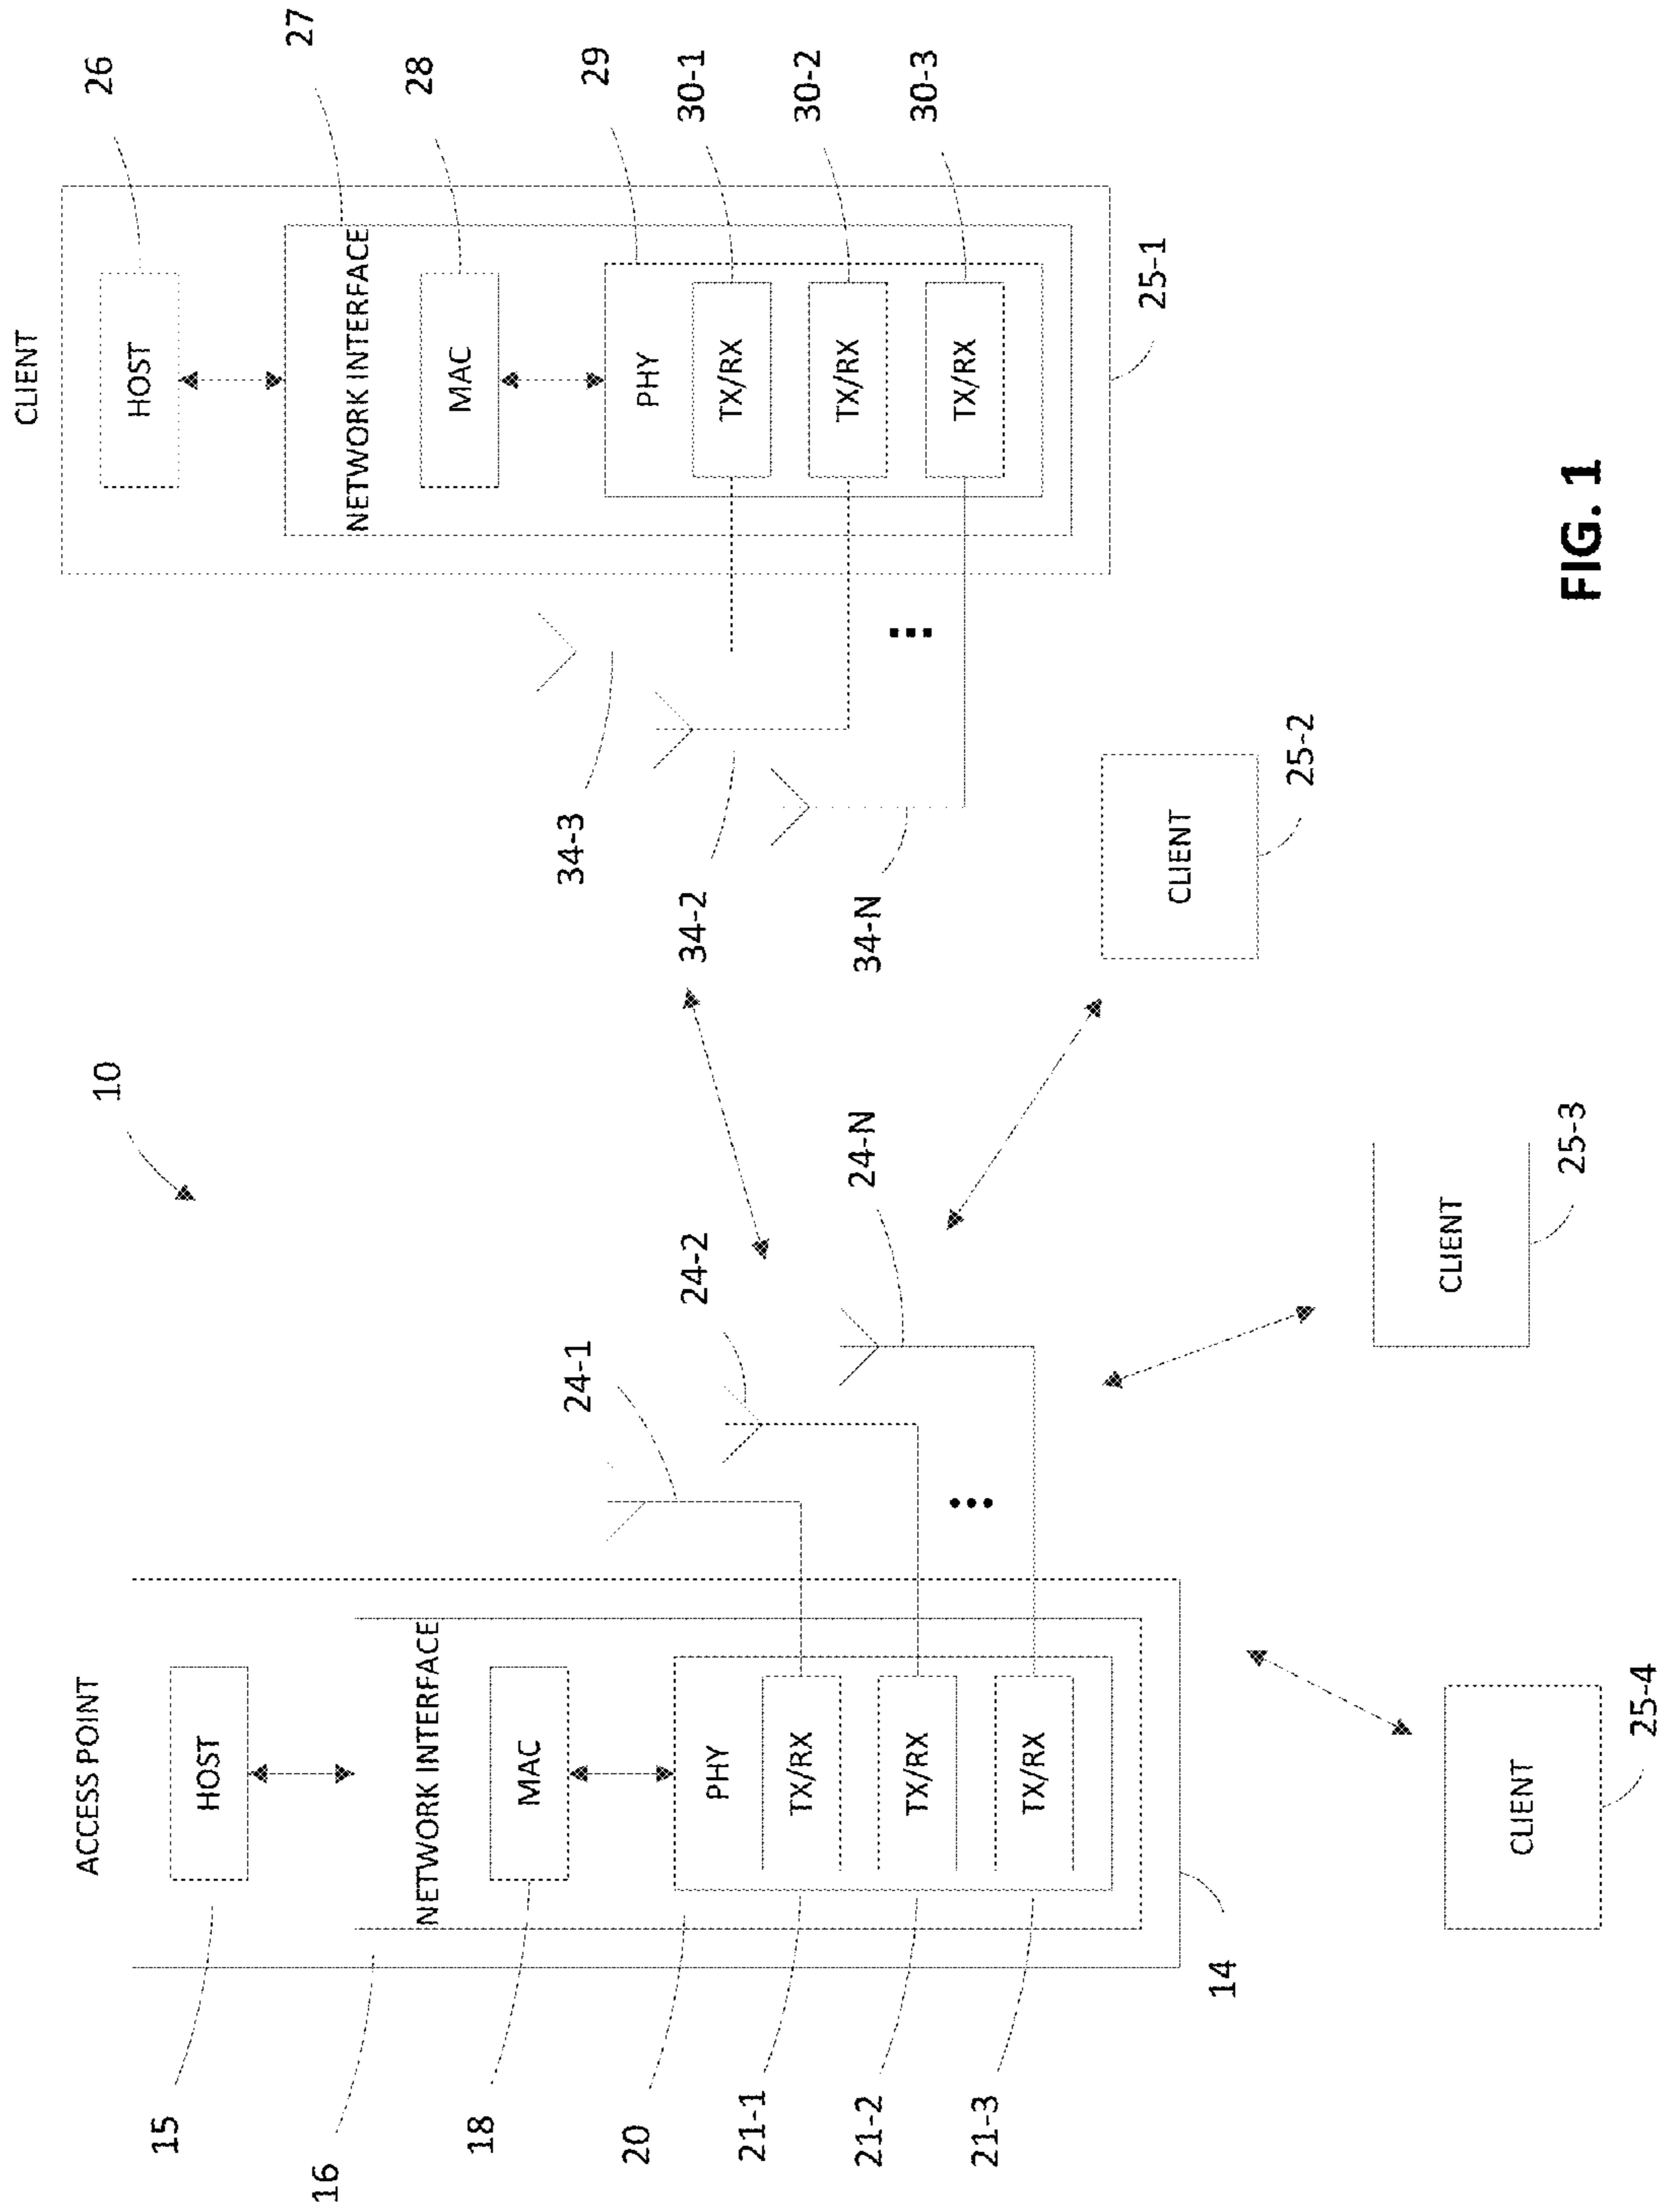 10
ACCESS POINT
15
HOST
16
NETWORK INTERFACE
18
MAC
20
PHY
21-1
TX/RX
21-2
TX/RX
21-3
TX/RX
14
24-1
24-2
24-N
CLIENT
26
HOST
27
NETWORK INTERFACE
28
MAC
29
PHY
30-1
TX/RX
30-2
TX/RX
30-3
TX/RX
25-1
34-3
34-2
34-N
CLIENT
25-2
CLIENT
25-3
CLIENT
25-4
FIG. 1